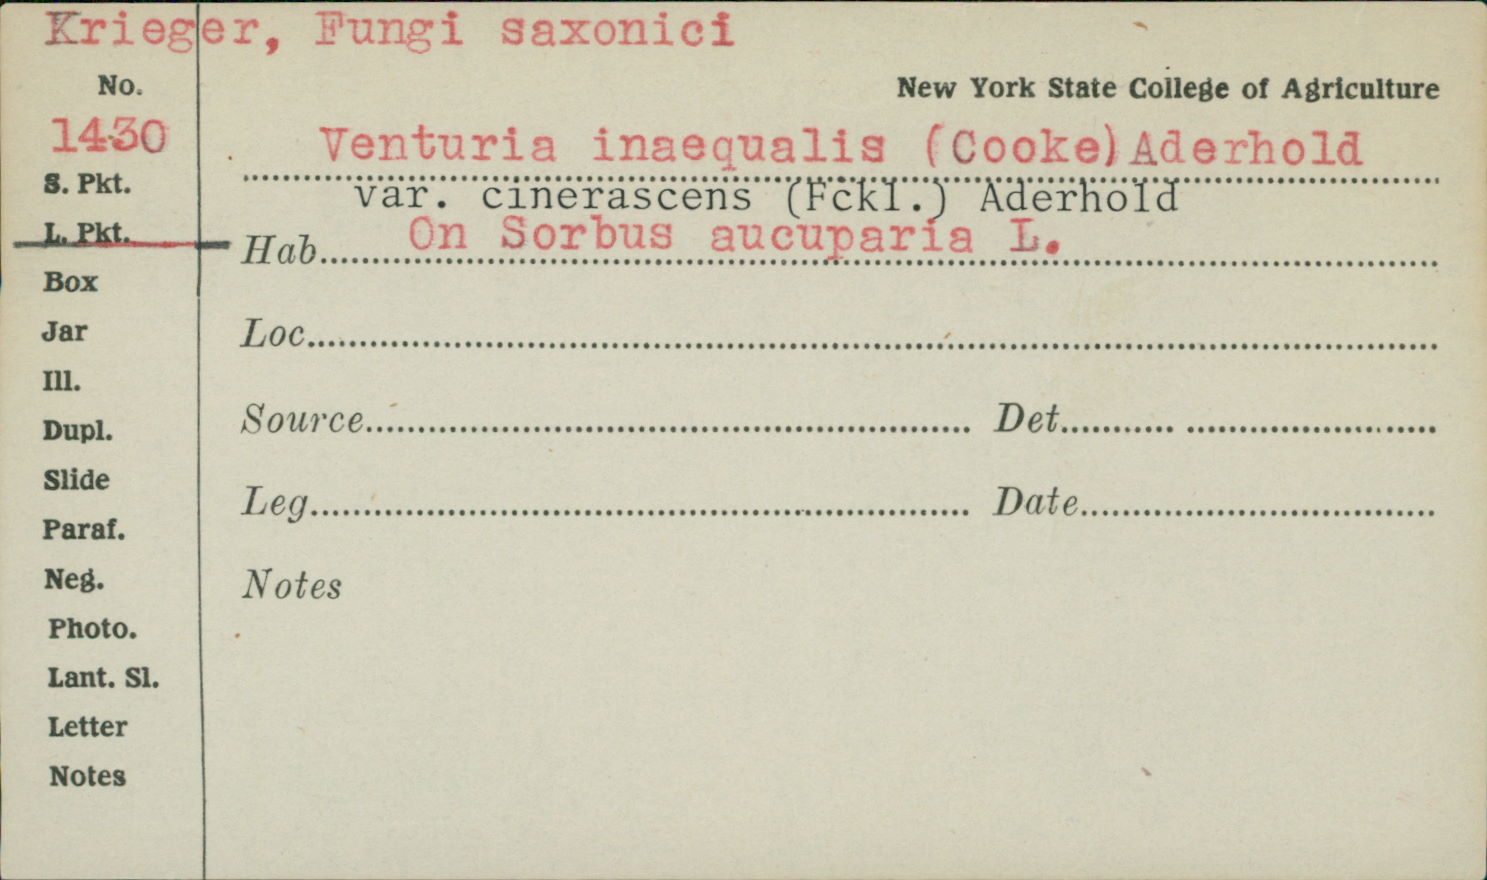 Krieger, Fungi saxonici
No.
New York State College of Agriculture
1430
Venturia inaequalis (Cooke) Aderhold
S. Pkt.
var. cinerascens (Fckl.) Aderhold
L. Pkt.
Hab. On Sorbus aucuparia L.
Box
Loc.
Jar
Ill.
Source Det.
Dupl.
Slide
Leg. Date
Paraf.
Neg.
Notes
Photo.
Lant. Sl.
Letter
Notes